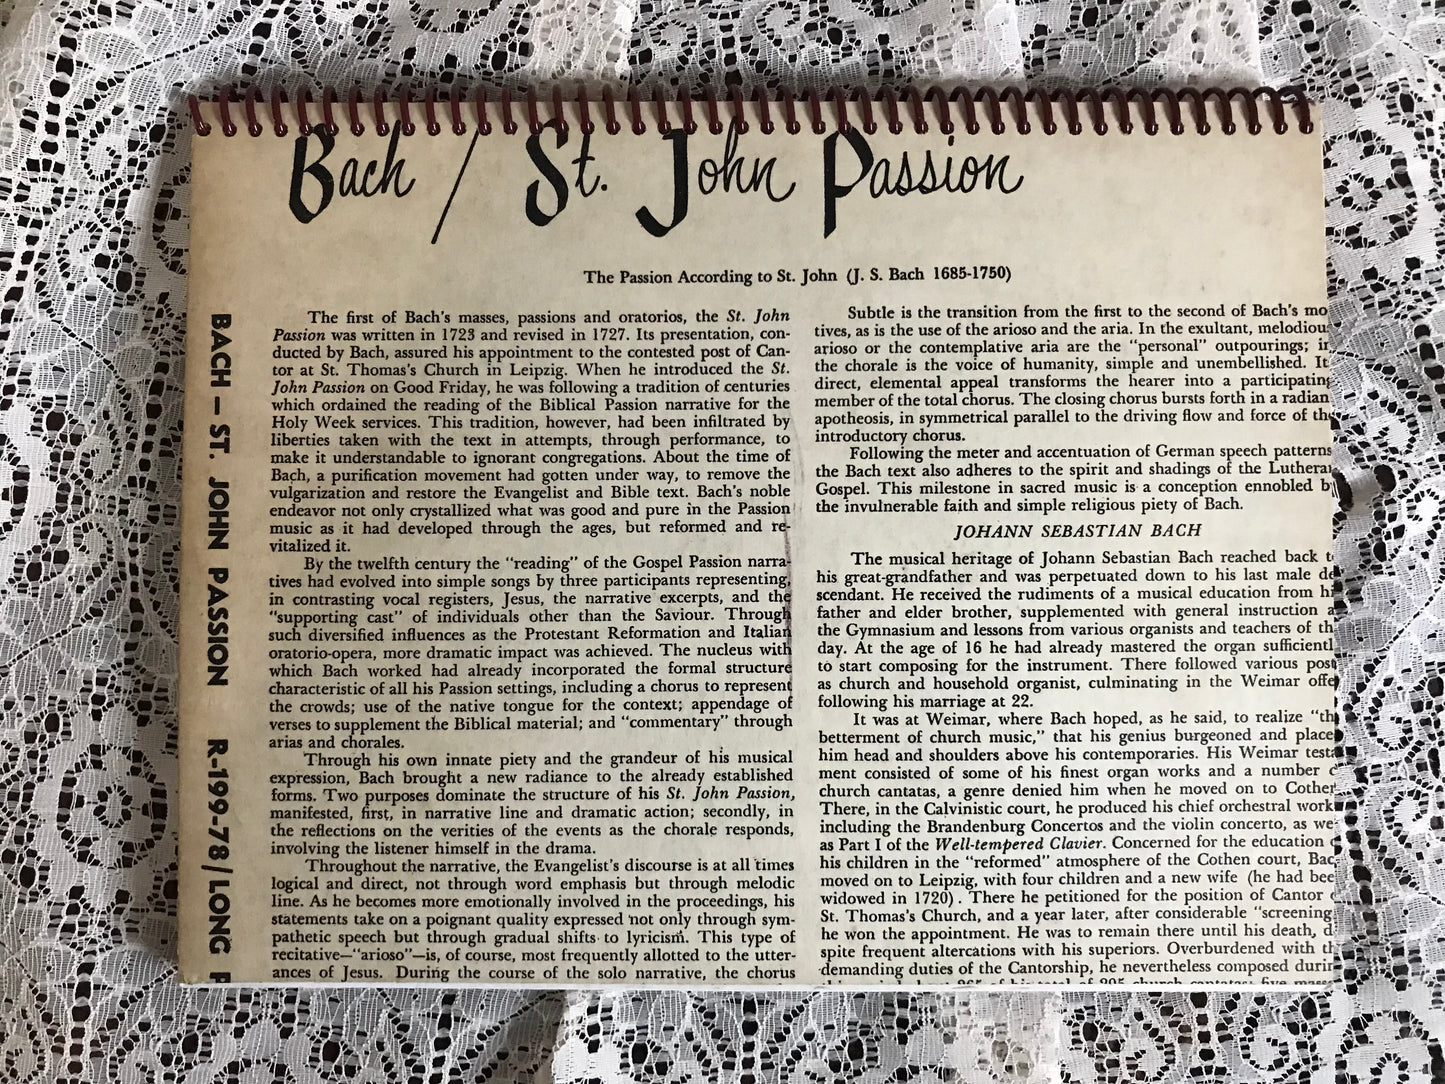 Bach / St. John Passion
The Passion According to St. John (J. S. Bach 1685-1750)
BACH — ST. JOHN PASSION R-199-78/LONG
The first of Bach's masses, passions and oratorios, the St. John
Passion was written in 1723 and revised in 1727. Its presentation, con-
ducted by Bach, assured his appointment to the contested post of Can-
tor at St. Thomas's Church in Leipzig. When he introduced the St.
John Passion on Good Friday, he was following a tradition of centuries
which ordained the reading of the Biblical Passion narrative for the
Holy Week services. This tradition, however, had been infiltrated by
liberties taken with the text in attempts, through performance, to
make it understandable to ignorant congregations. About the time of
Bach, a purification movement had gotten under way, to remove the
vulgarization and restore the Evangelist and Bible text. Bach's noble
endeavor not only crystallized what was good and pure in the Passion
music as it had developed through the ages, but reformed and re-
vitalized it.
By the twelfth century the "reading" of the Gospel Passion narra-
tives had evolved into simple songs by three participants representing,
in contrasting vocal registers, Jesus, the narrative excerpts, and the
"supporting cast" of individuals other than the Saviour. Through
such diversified influences as the Protestant Reformation and Italian
oratorio-opera, more dramatic impact was achieved. The nucleus with
which Bach worked had already incorporated the formal structure
characteristic of all his Passion settings, including a chorus to represent
the crowds; use of the native tongue for the context; appendage of
verses to supplement the Biblical material; and "commentary" through
arias and chorales.
Through his own innate piety and the grandeur of his musical
expression, Bach brought a new radiance to the already established
forms. Two purposes dominate the structure of his St. John Passion,
manifested, first, in narrative line and dramatic action; secondly, in
the reflections on the verities of the events as the chorale responds,
involving the listener himself in the drama.
Throughout the narrative, the Evangelist's discourse is at all times
logical and direct, not through word emphasis but through melodic
line. As he becomes more emotionally involved in the proceedings, his
statements take on a poignant quality expressed not only through sym-
pathetic speech but through gradual shifts to lyricism. This type of
recitative—"arioso"—is, of course, most frequently allotted to the utter-
ances of Jesus. During the course of the solo narrative, the chorus
Subtle is the transition from the first to the second of Bach's mo
tives, as is the use of the arioso and the aria. In the exultant, melodious
arioso or the contemplative aria are the "personal" outpourings; in
the chorale is the voice of humanity, simple and unembellished. Its
direct, elemental appeal transforms the hearer into a participating
member of the total chorus. The closing chorus bursts forth in a radian
apotheosis, in symmetrical parallel to the driving flow and force of the
introductory chorus.
Following the meter and accentuation of German speech patterns
the Bach text also adheres to the spirit and shadings of the Lutheran
Gospel. This milestone in sacred music is a conception ennobled by
the invulnerable faith and simple religious piety of Bach.
JOHANN SEBASTIAN BACH
The musical heritage of Johann Sebastian Bach reached back t
his great-grandfather and was perpetuated down to his last male de
scendant. He received the rudiments of a musical education from hi
father and elder brother, supplemented with general instruction a
the Gymnasium and lessons from various organists and teachers of th
day. At the age of 16 he had already mastered the organ sufficientl
to start composing for the instrument. There followed various post
as church and household organist, culminating in the Weimar offe
following his marriage at 22.
It was at Weimar, where Bach hoped, as he said, to realize "th
betterment of church music," that his genius burgeoned and place
him head and shoulders above his contemporaries. His Weimar testa
ment consisted of some of his finest organ works and a number o
church cantatas, a genre denied him when he moved on to Cothen
There, in the Calvinistic court, he produced his chief orchestral work
including the Brandenburg Concertos and the violin concerto, as we
as Part I of the Well-tempered Clavier. Concerned for the education o
his children in the "reformed" atmosphere of the Cothen court, Bac
moved on to Leipzig, with four children and a new wife (he had bee
widowed in 1720). There he petitioned for the position of Cantor o
St. Thomas's Church, and a year later, after considerable "screening
he won the appointment. He was to remain there until his death, d
spite frequent altercations with his superiors. Overburdened with th
demanding duties of the Cantorship, he nevertheless composed durin